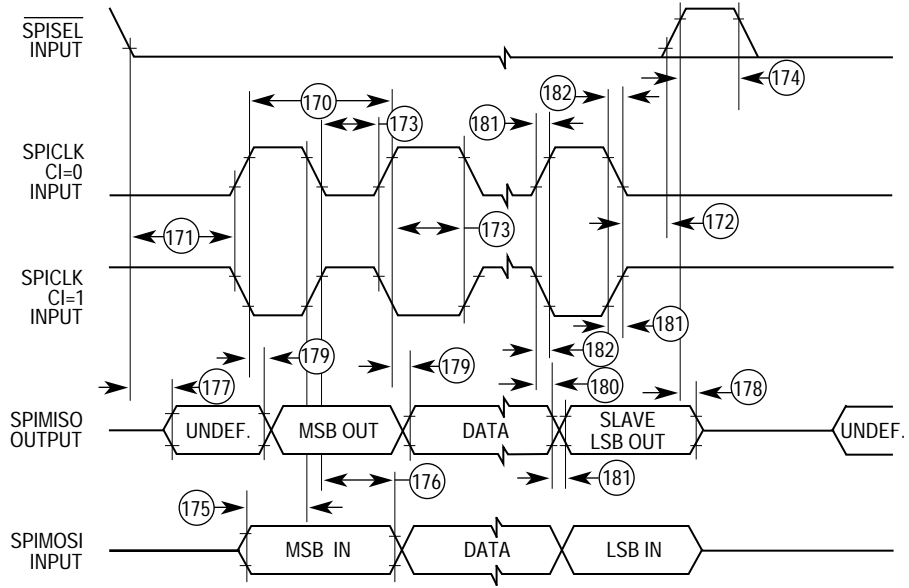 SPISEL
INPUT
174
182
170
181
173
SPICLK
CI=0
INPUT
172
171
173
SPICLK
CI=1
INPUT
181
182
179
179
177
180
178
SPIMISO
OUTPUT
UNDEF.
MSB OUT
DATA
SLAVE
LSB OUT
UNDEF.
176
181
175
SPIMOSI
INPUT
MSB IN
DATA
LSB IN